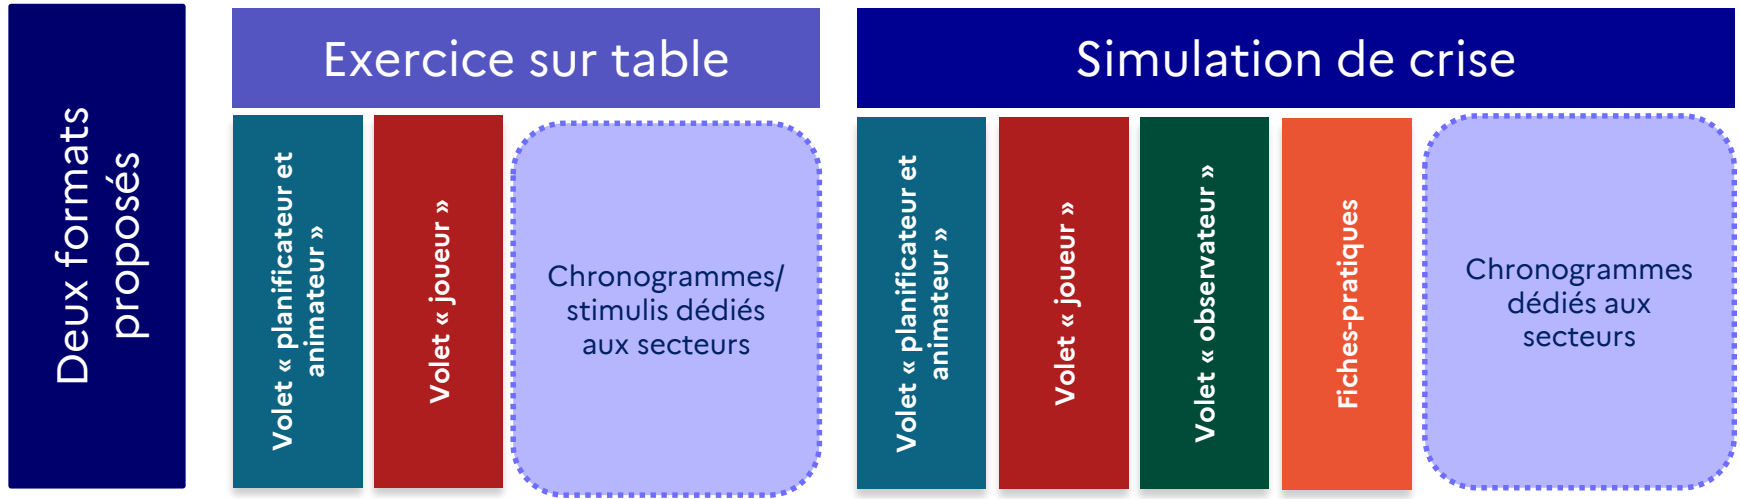 Deux formats
proposés
Exercice sur table
Volet « planificateur et
animateur »
Volet « joueur »
Chronogrammes/
stimulis dédiés
aux secteurs
Simulation de crise
Volet « planificateur et
animateur »
Volet « joueur »
Volet « observateur »
Fiches-pratiques
Chronogrammes
dédiés aux
secteurs